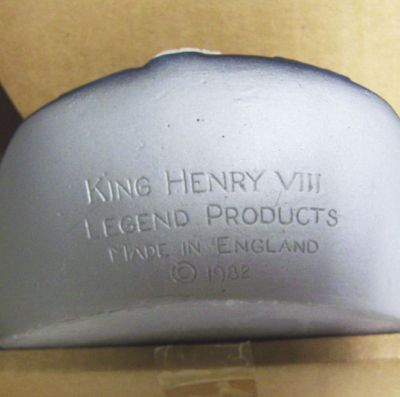 KING HENRY VIII
LEGEND PRODUCTS
MADE IN ENGLAND
© 1982